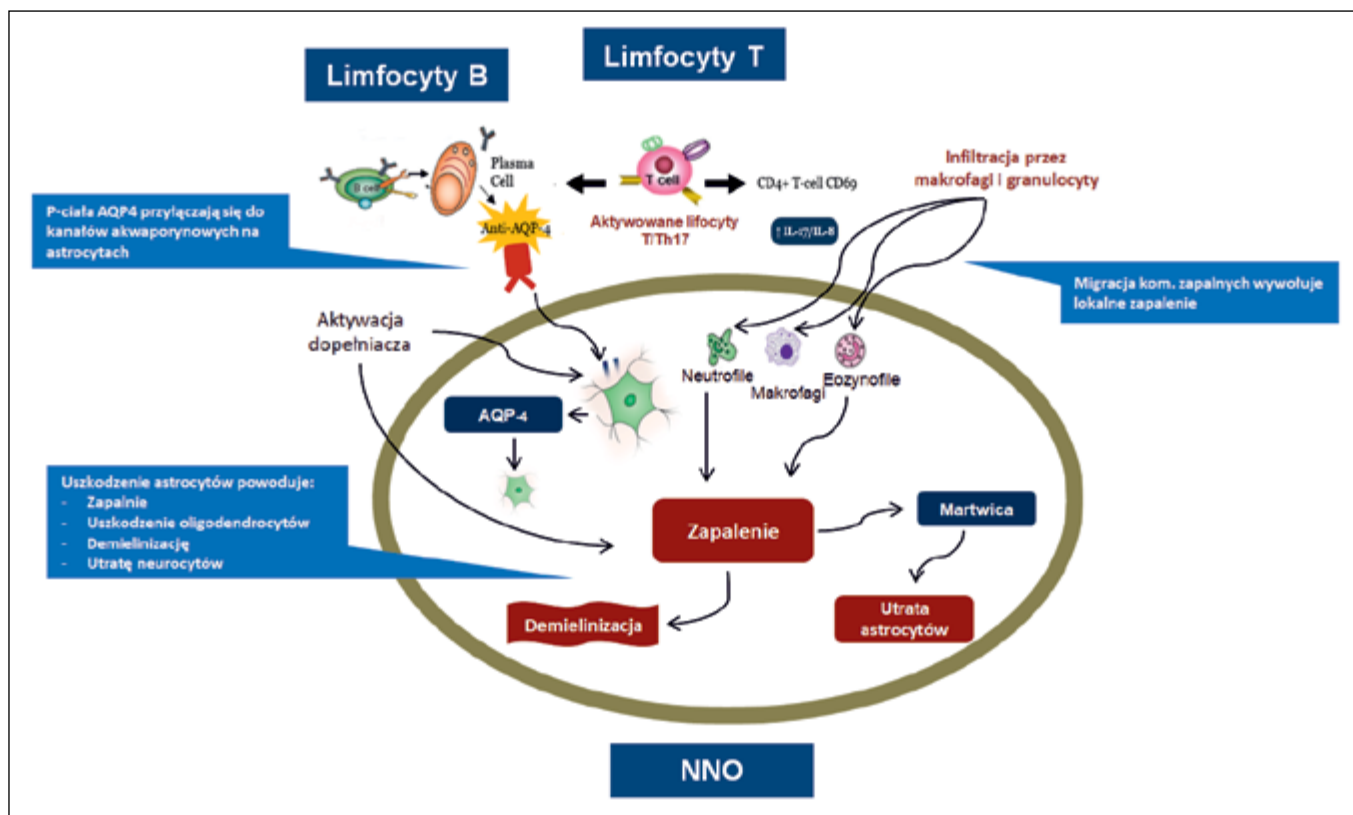 Limfocyty B
Limfocyty T
B cell
Plasma
Cell
Anti-AQP-4
T cell
Aktywowane lifocyty
T/Th17
CD4+ T-cell CD69
↑ IL-17/IL-8
Infiltracja przez
makrofagi i granulocyty
P-ciała AQP4 przyłączają się do
kanałów akwaporynowych na
astrocytach
Migracja kom. zapalnych wywołuje
lokalne zapalenie
Aktywacja
dopełniacza
Neutrofile
Makrofagi
Eozynofile
AQP-4
Uszkodzenie astrocytów powoduje:
- Zapalnie
- Uszkodzenie oligodendrocytów
- Demielinizację
- Utratę neurocytów
Zapalenie
Martwica
Demielinizacja
Utrata
astrocytów
NNO